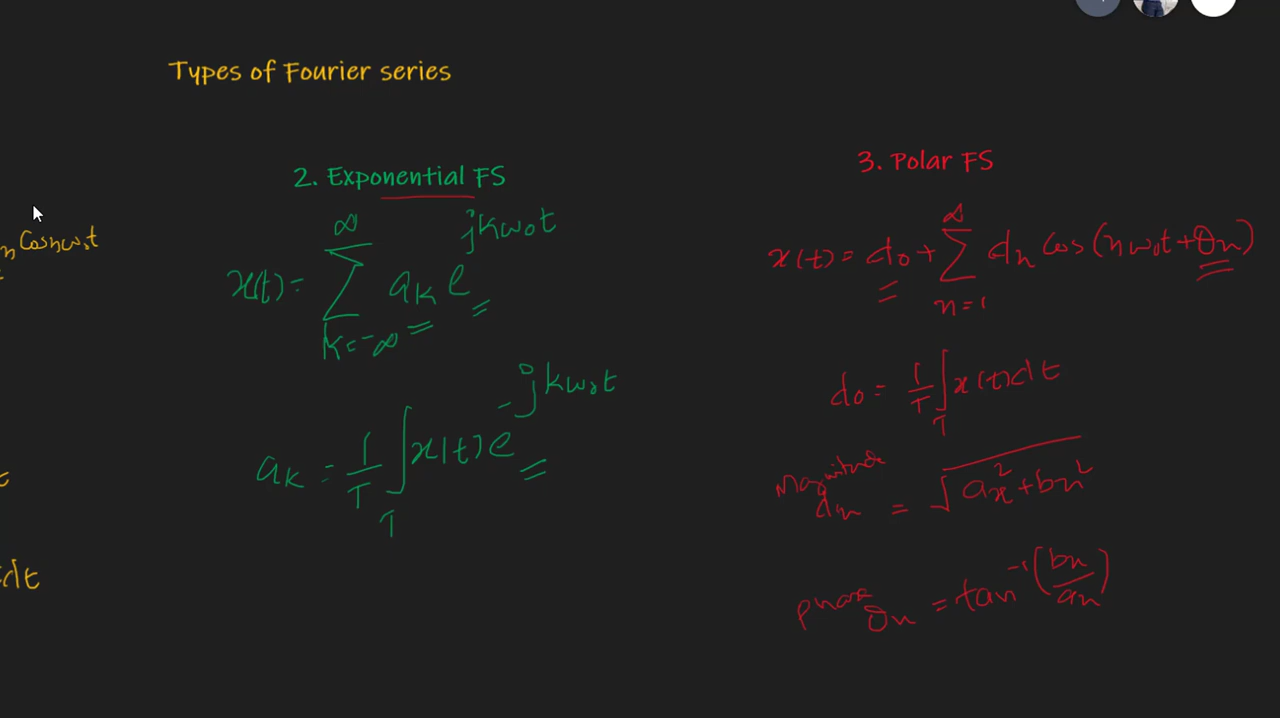 Types of Fourier series
n cosnω₀t
dt
2. Exponential FS
x(t) = ∑_{k=-∞}^{∞} a_k e^{jkω₀t}
a_k = 1/T ∫_T x(t) e^{-jkω₀t}
3. Polar FS
x(t) = d₀ + ∑_{n=1}^{∞} d_n cos(nω₀t + θ_n)
d₀ = 1/T ∫_T x(t)dt
Magnitude
d_n = √(a_n² + b_n²)
phase θ_n = tan⁻¹(b_n/a_n)